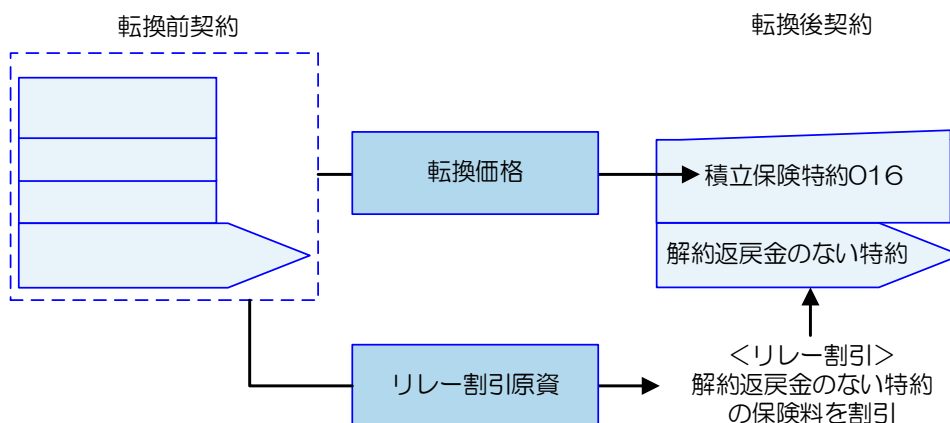 転換前契約
転換後契約
転換価格
積立保険特約016
解約返戻金のない特約
リレー割引原資
＜リレー割引＞
解約返戻金のない特約
の保険料を割引